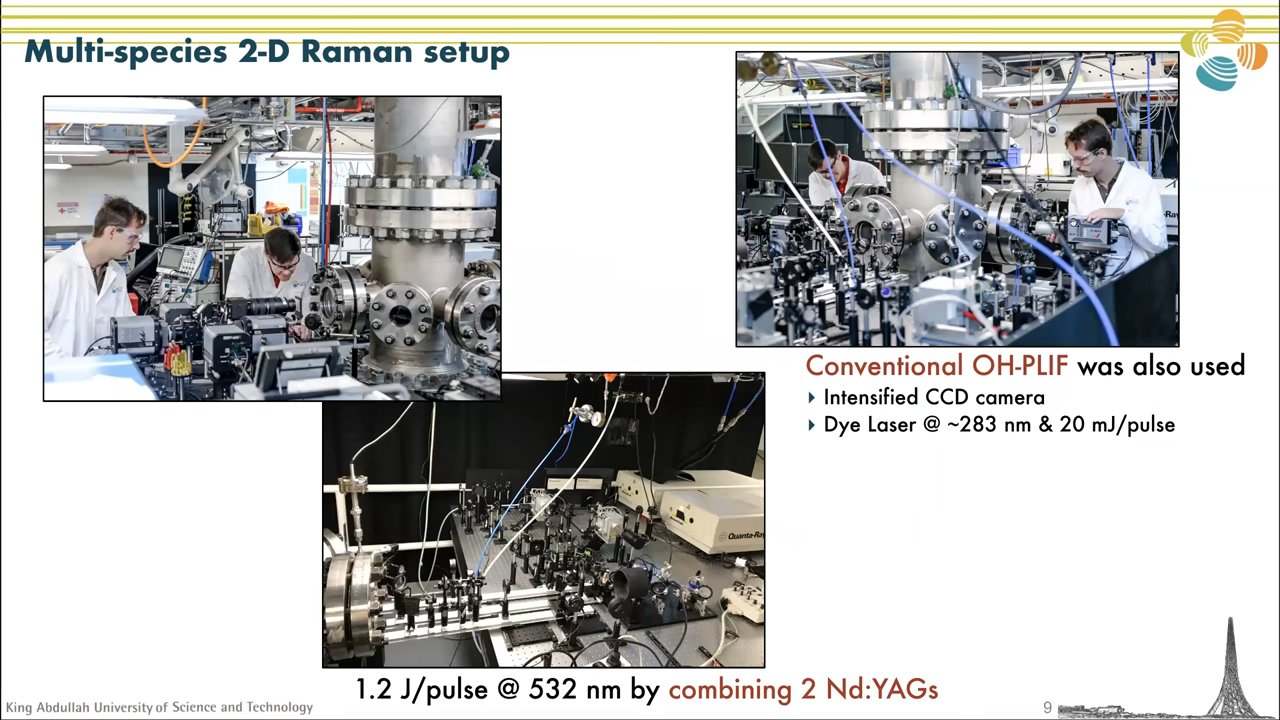 Multi-species 2-D Raman setup
Conventional OH-PLIF was also used
Intensified CCD camera
Dye Laser @ ~283 nm & 20 mJ/pulse
Quanta-Ray
1.2 J/pulse @ 532 nm by combining 2 Nd:YAGs
King Abdullah University of Science and Technology
9